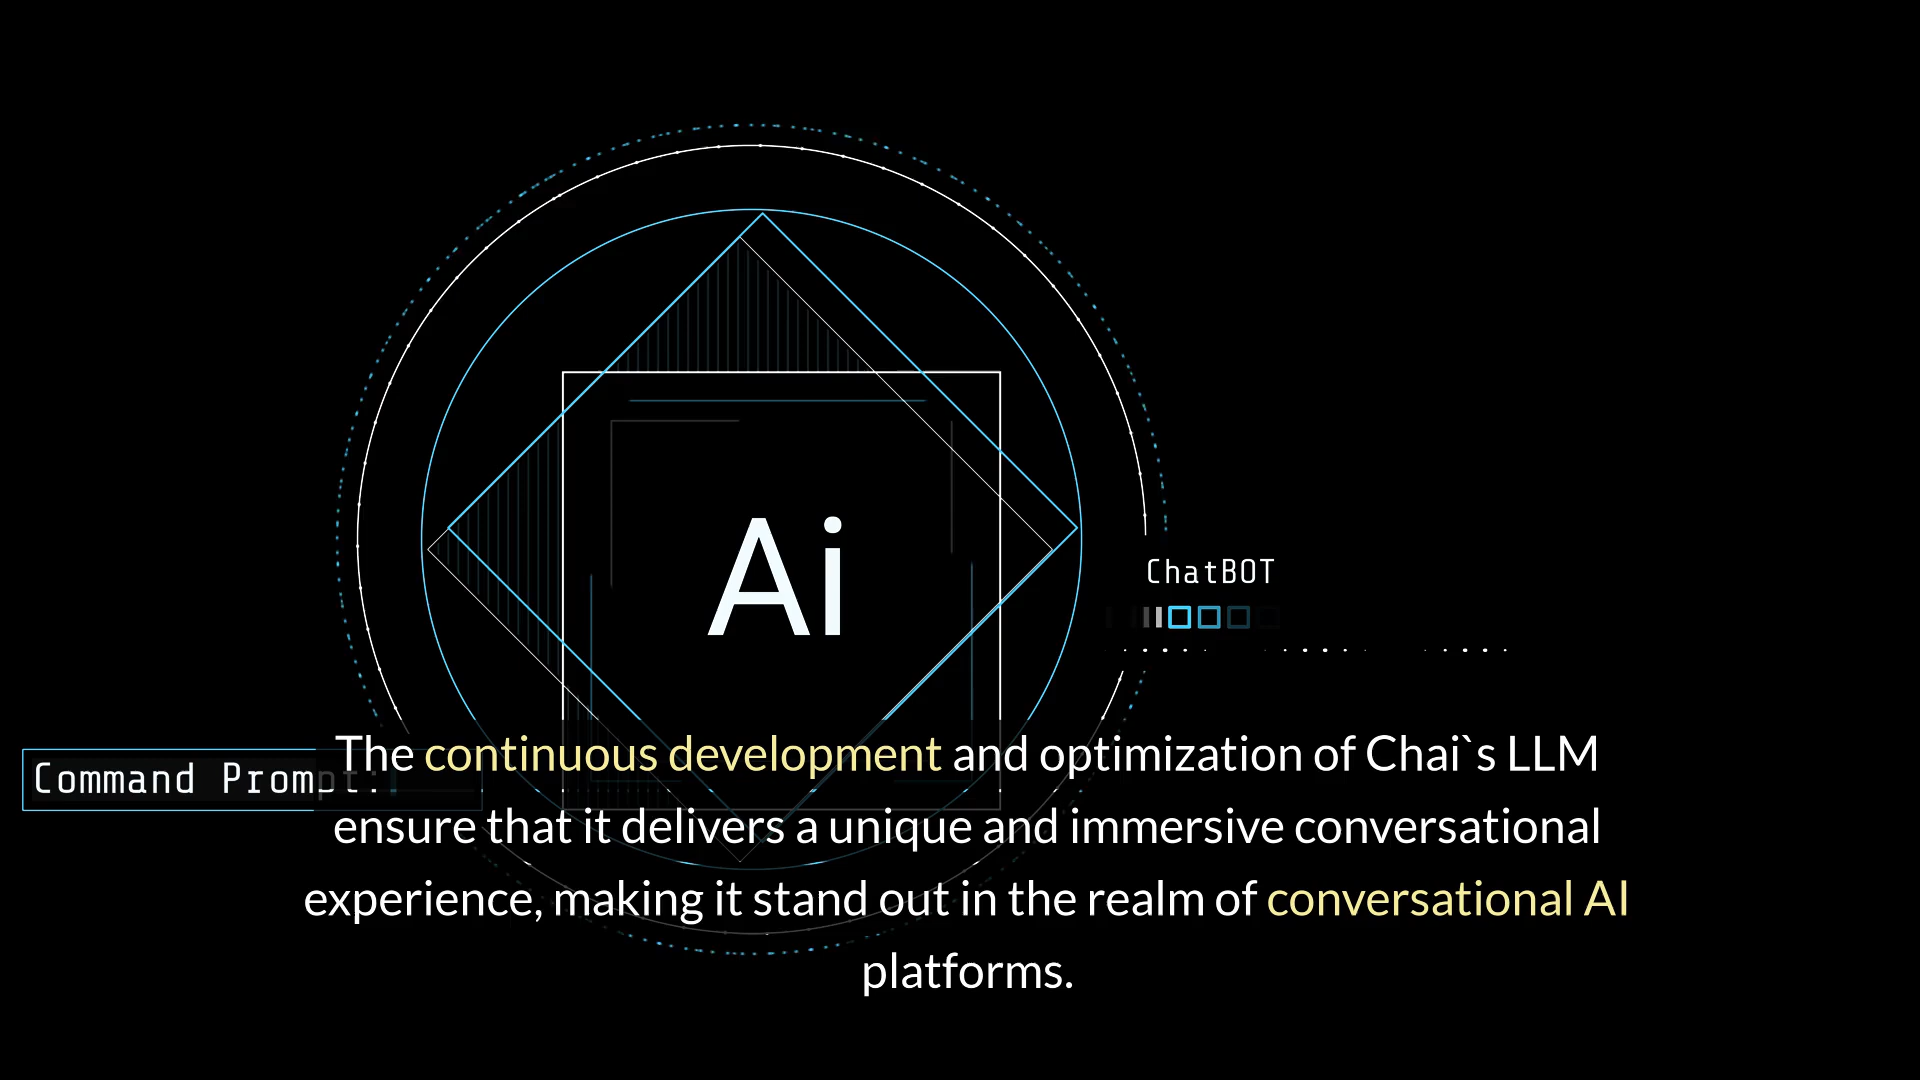 Ai
ChatBOT
Command Prompt:
The continuous development and optimization of Chai`s LLM
ensure that it delivers a unique and immersive conversational
experience, making it stand out in the realm of conversational AI
platforms.